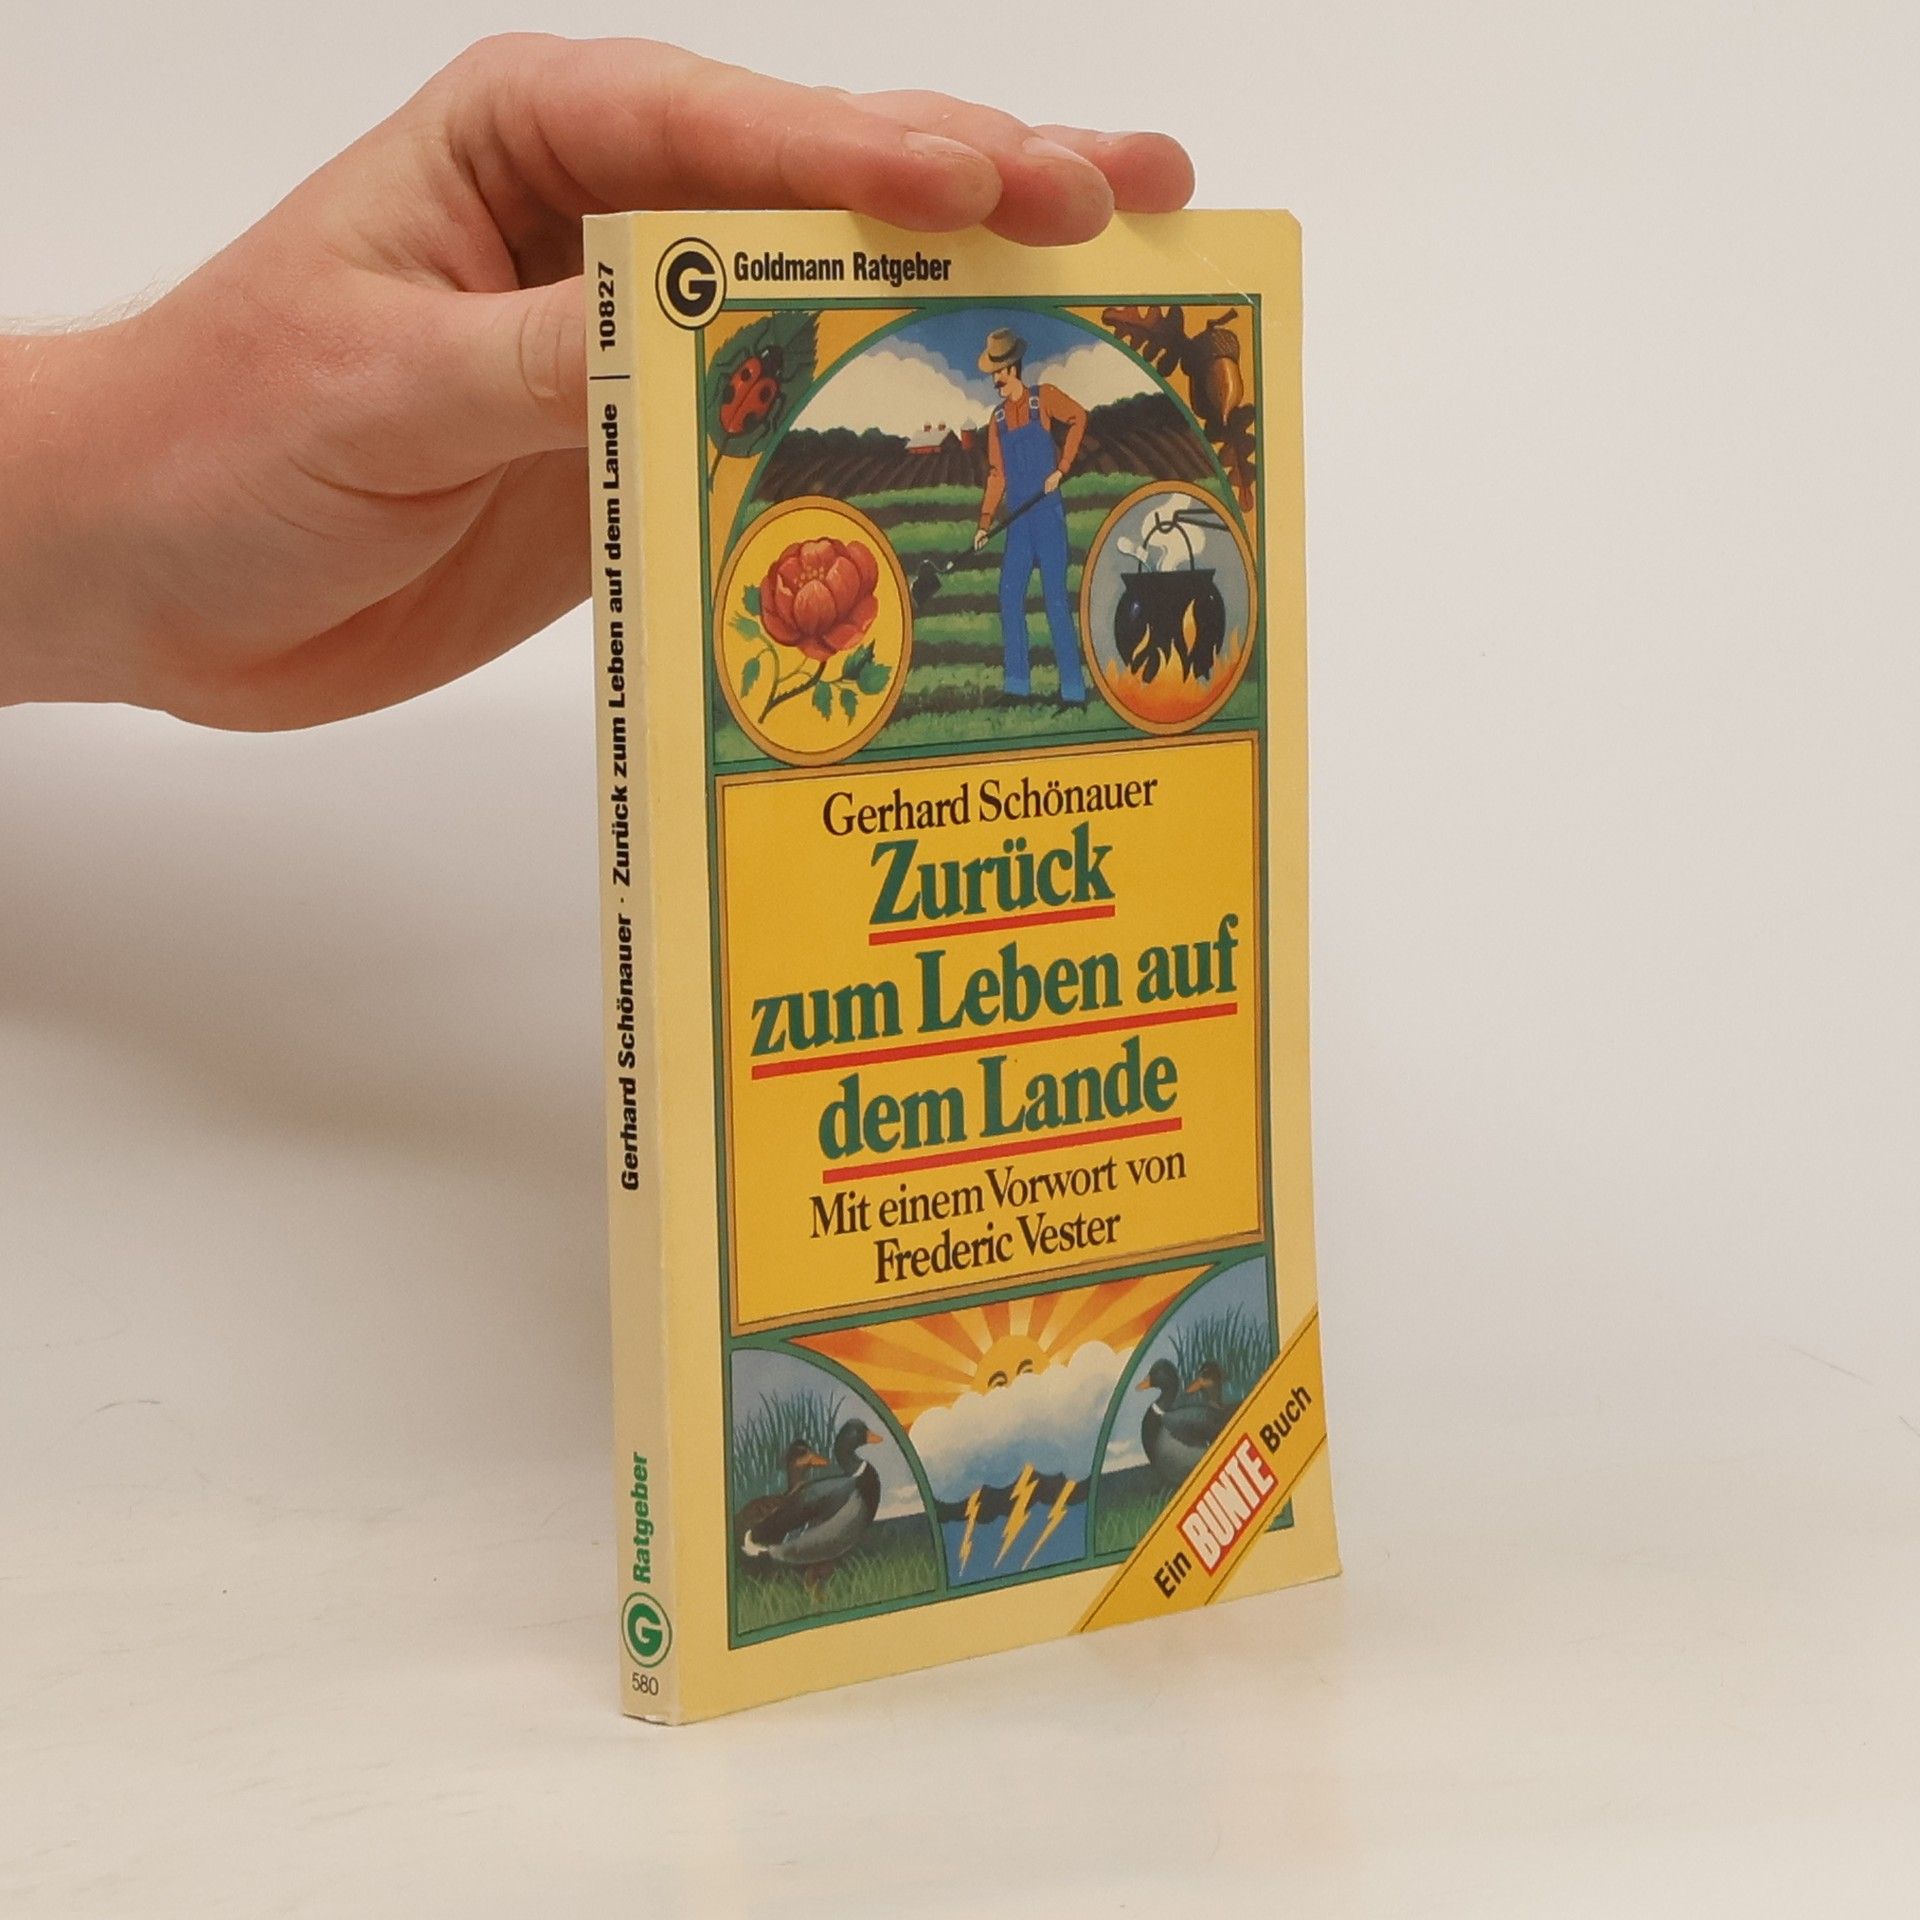 G Goldmann Ratgeber
Gerhard Schönauer
Zurück
zum Leben auf
dem Lande
Mit einem Vorwort von
Frederic Vester
Ein BUNTE Buch
Gerhard Schönauer · Zurück zum Leben auf dem Lande | 10827
G Ratgeber
580